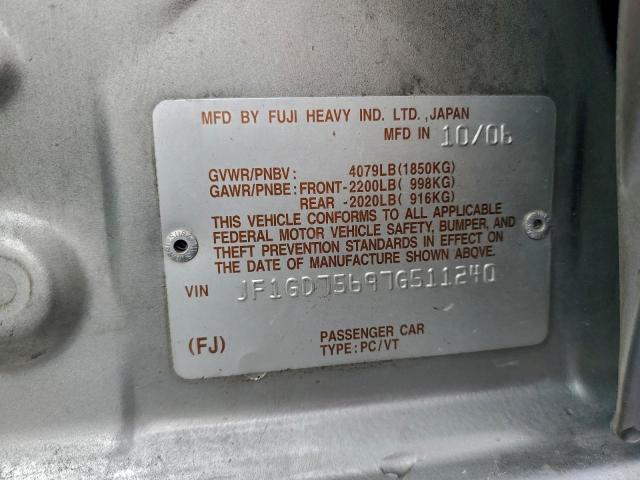 MFD BY FUJI HEAVY IND. LTD.,JAPAN
MFD IN 10/06
GVWR/PNBV: 4079LB(1850KG)
GAWR/PNBE: FRONT-2200LB( 998KG)
REAR -2020LB( 916KG)
THIS VEHICLE CONFORMS TO ALL APPLICABLE
FEDERAL MOTOR VEHICLE SAFETY, BUMPER, AND
THEFT PREVENTION STANDARDS IN EFFECT ON
THE DATE OF MANUFACTURE SHOWN ABOVE.
VIN JF1GD75697G511240
(FJ)
PASSENGER CAR
TYPE:PC/VT